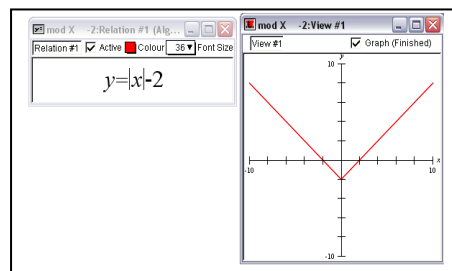 mod X -2:Relation #1 (Alg...
Relation #1 Active Colour 36 Font Size
y=|x|-2
mod X -2:View #1
View #1 Graph (Finished)
y
10
-10 10 x
-10